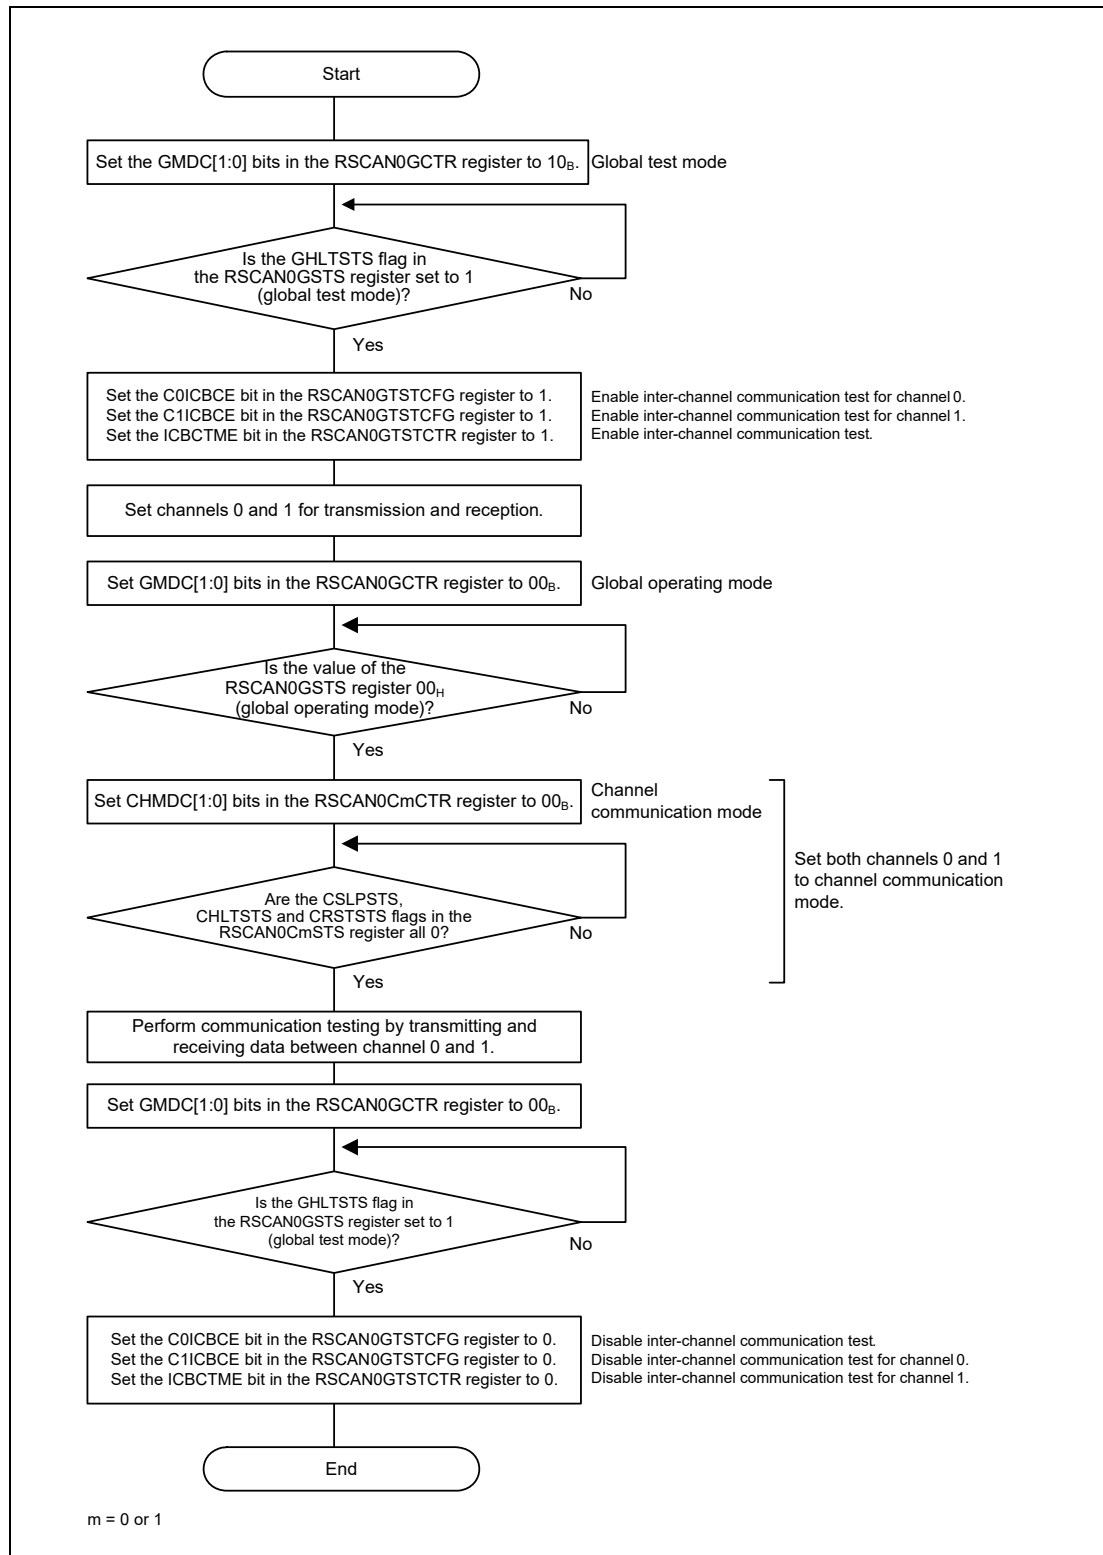 Start
Set the GMDC[1:0] bits in the RSCAN0GCTR register to 10B.
Global test mode
Is the GHLTSTS flag in
the RSCAN0GSTS register set to 1
(global test mode)?
No
Yes
Set the C0ICBCE bit in the RSCAN0GTSTCFG register to 1.
Set the C1ICBCE bit in the RSCAN0GTSTCFG register to 1.
Set the ICBCTME bit in the RSCAN0GTSTCTR register to 1.
Enable inter-channel communication test for channel 0.
Enable inter-channel communication test for channel 1.
Enable inter-channel communication test.
Set channels 0 and 1 for transmission and reception.
Set GMDC[1:0] bits in the RSCAN0GCTR register to 00B.
Global operating mode
Is the value of the
RSCAN0GSTS register 00H
(global operating mode)?
No
Yes
Set CHMDC[1:0] bits in the RSCAN0CmCTR register to 00B.
Channel
communication mode
Are the CSLPSTS,
CHLTSTS and CRSTSTS flags in the
RSCAN0CmSTS register all 0?
No
Yes
Set both channels 0 and 1
to channel communication
mode.
Perform communication testing by transmitting and
receiving data between channel 0 and 1.
Set GMDC[1:0] bits in the RSCAN0GCTR register to 00B.
Is the GHLTSTS flag in
the RSCAN0GSTS register set to 1
(global test mode)?
No
Yes
Set the C0ICBCE bit in the RSCAN0GTSTCFG register to 0.
Set the C1ICBCE bit in the RSCAN0GTSTCFG register to 0.
Set the ICBCTME bit in the RSCAN0GTSTCTR register to 0.
Disable inter-channel communication test.
Disable inter-channel communication test for channel 0.
Disable inter-channel communication test for channel 1.
End
m = 0 or 1